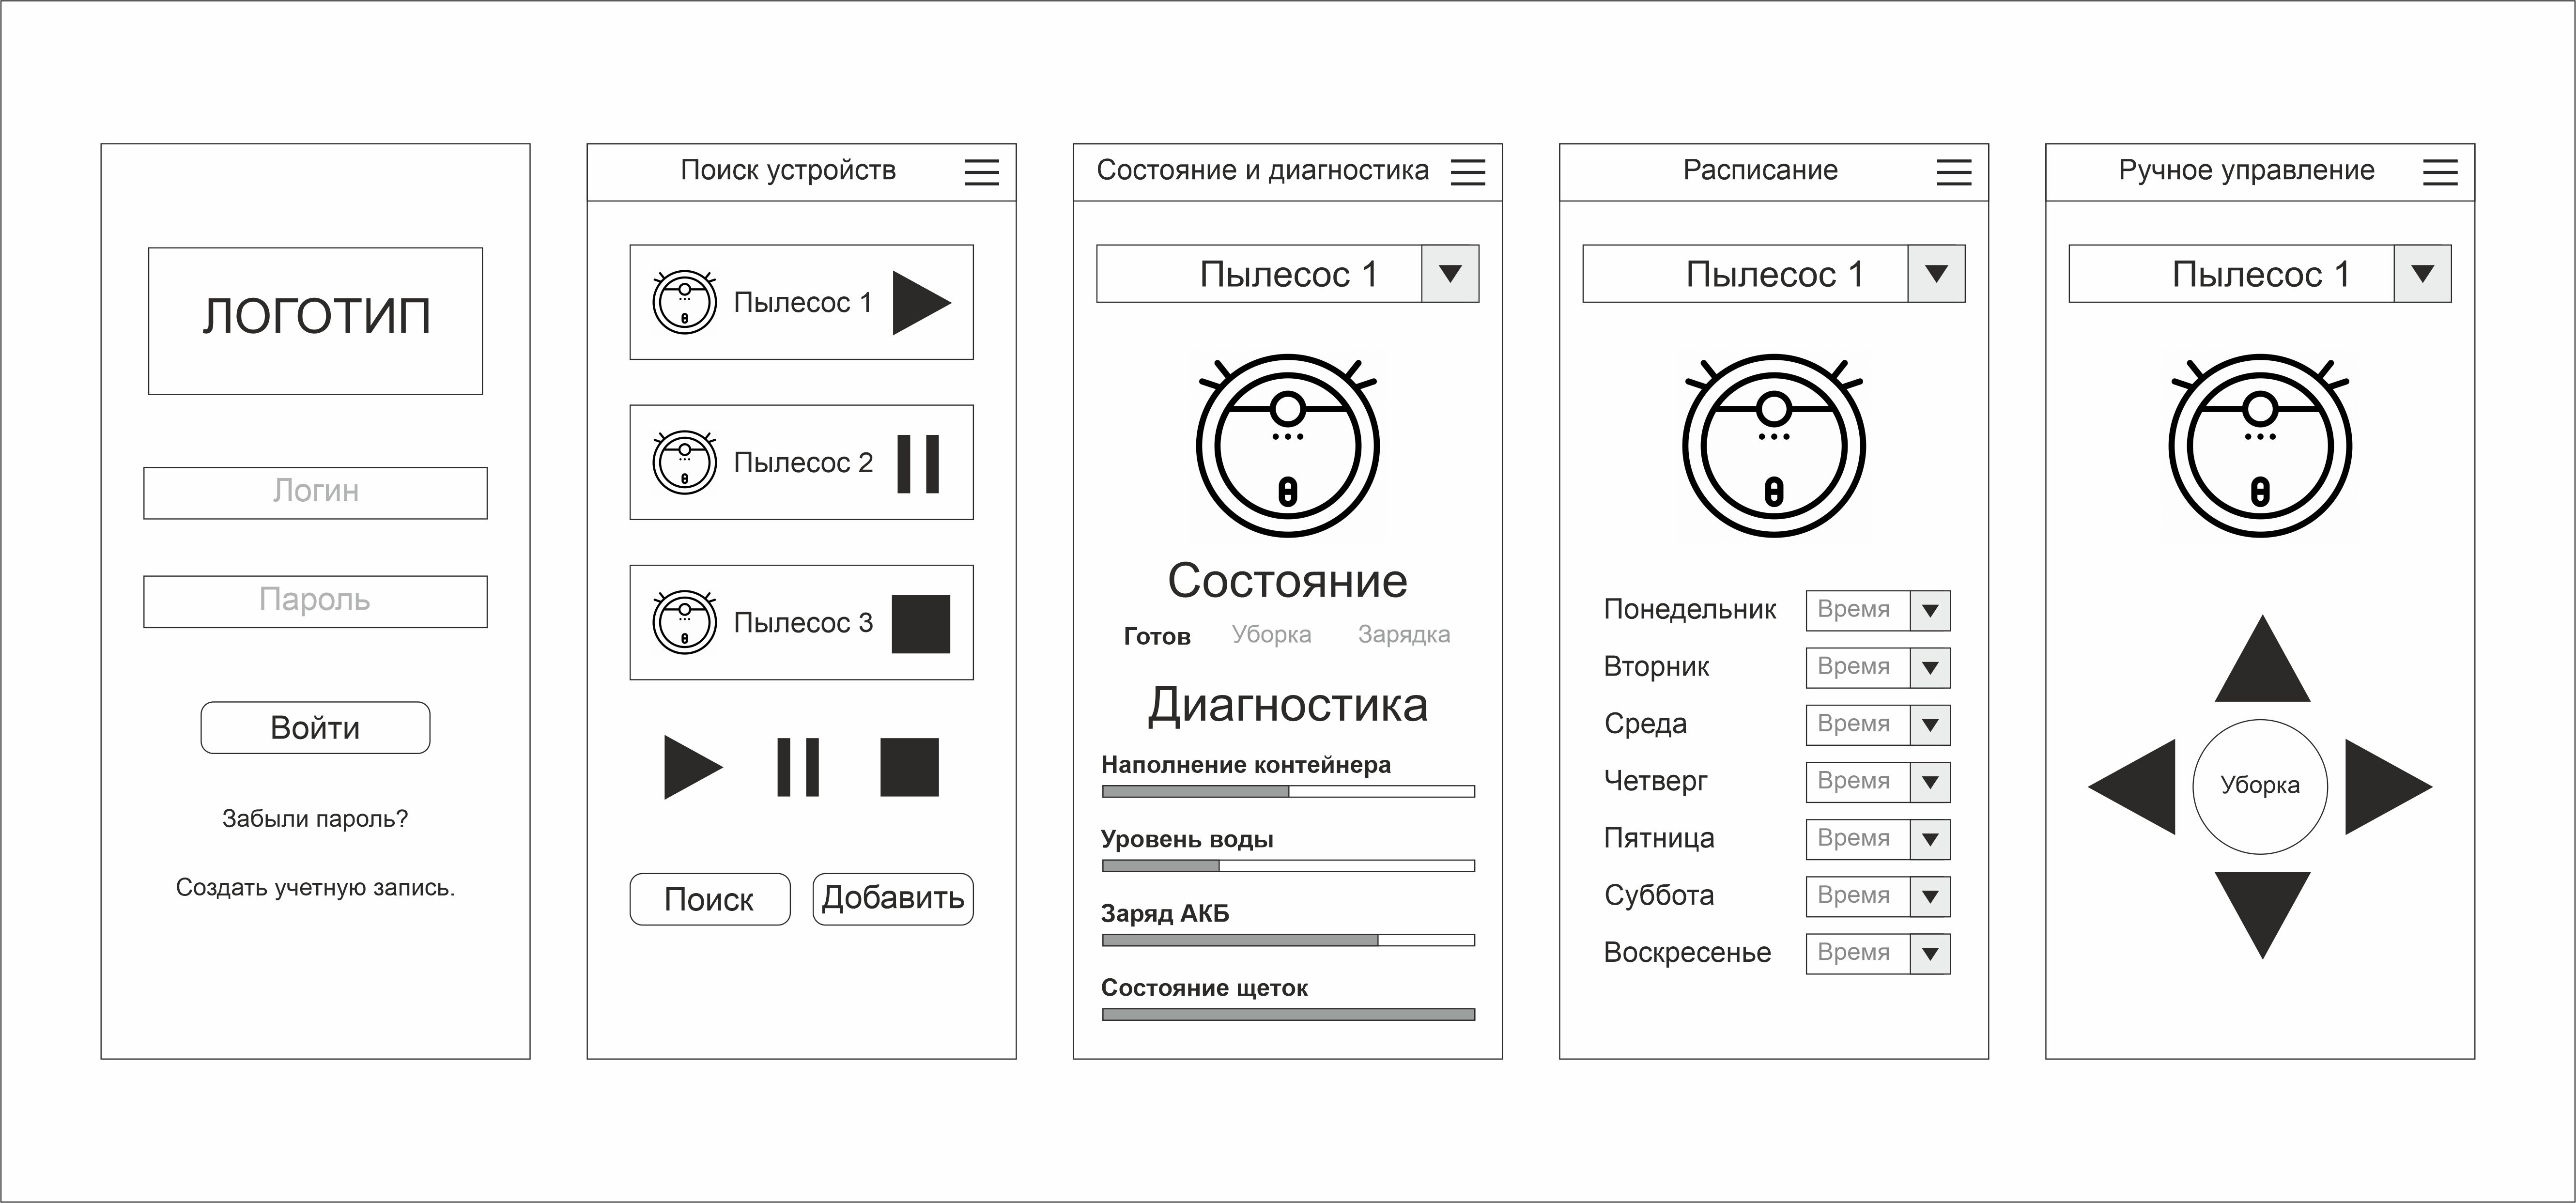 ЛОГОТИП
Логин
Пароль
Войти
Забыли пароль?
Создать учетную запись.
Поиск устройств
Пылесос 1
Пылесос 2
Пылесос 3
Поиск
Добавить
Состояние и диагностика
Пылесос 1
Состояние
Готов Уборка Зарядка
Диагностика
Наполнение контейнера
Уровень воды
Заряд АКБ
Состояние щеток
Расписание
Пылесос 1
Понедельник Время
Вторник Время
Среда Время
Четверг Время
Пятница Время
Суббота Время
Воскресенье Время
Ручное управление
Пылесос 1
Уборка